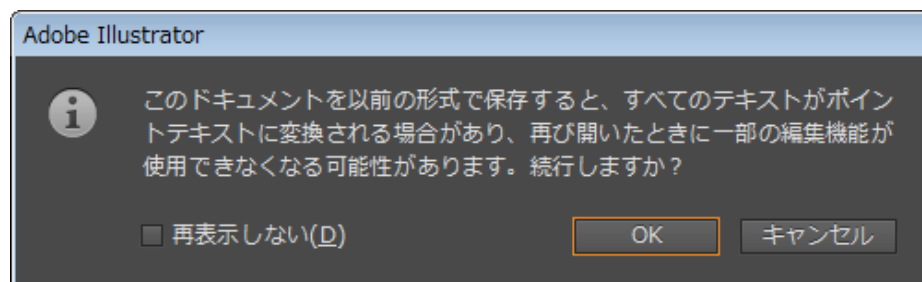 Adobe Illustrator
このドキュメントを以前の形式で保存すると、すべてのテキストがポイン
トテキストに変換される場合があり、再び開いたときに一部の編集機能が
使用できなくなる可能性があります。続行しますか？
再表示しない(D)
OK
キャンセル